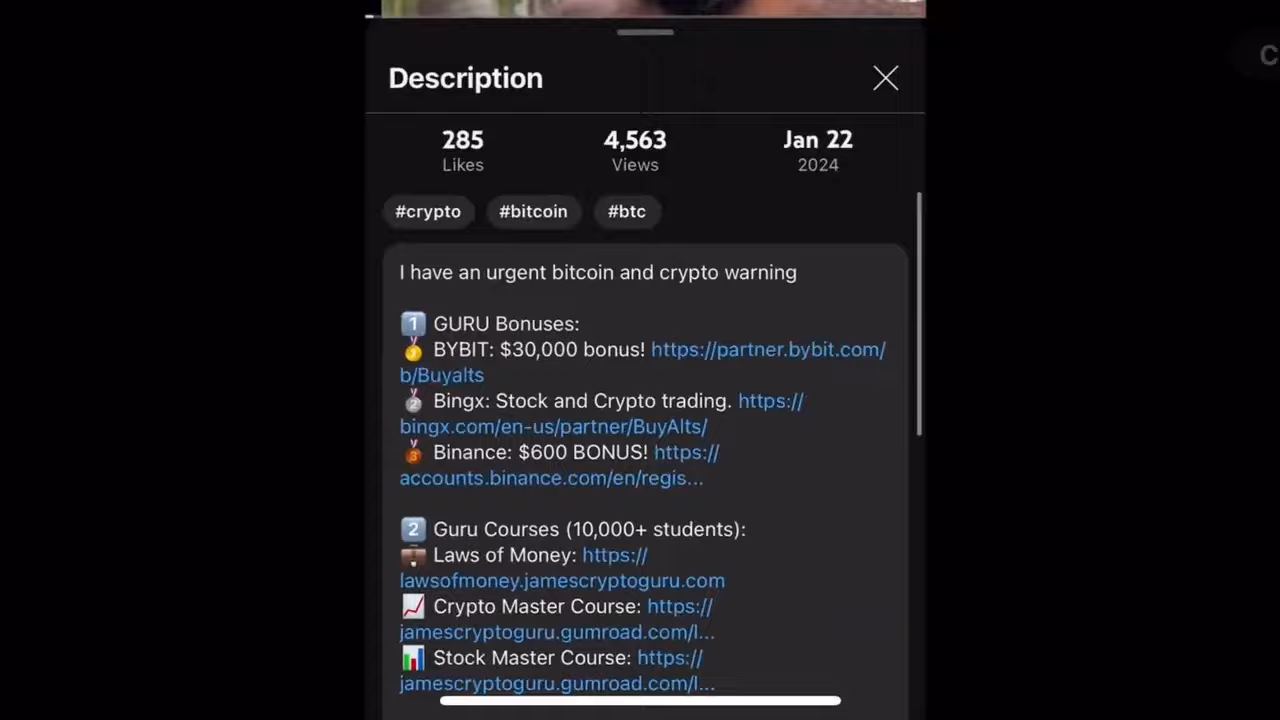 Description
285 4,563 Jan 22
Likes Views 2024
#crypto #bitcoin #btc
I have an urgent bitcoin and crypto warning
1 GURU Bonuses:
🥇 BYBIT: $30,000 bonus! https://partner.bybit.com/
b/Buyalts
🥈 Bingx: Stock and Crypto trading. https://
bingx.com/en-us/partner/BuyAlts/
🥉 Binance: $600 BONUS! https://
accounts.binance.com/en/regis...
2 Guru Courses (10,000+ students):
💼 Laws of Money: https://
lawsofmoney.jamescryptoguru.com
📈 Crypto Master Course: https://
jamescryptoguru.gumroad.com/l...
📊 Stock Master Course: https://
jamescryptoguru.gumroad.com/l...